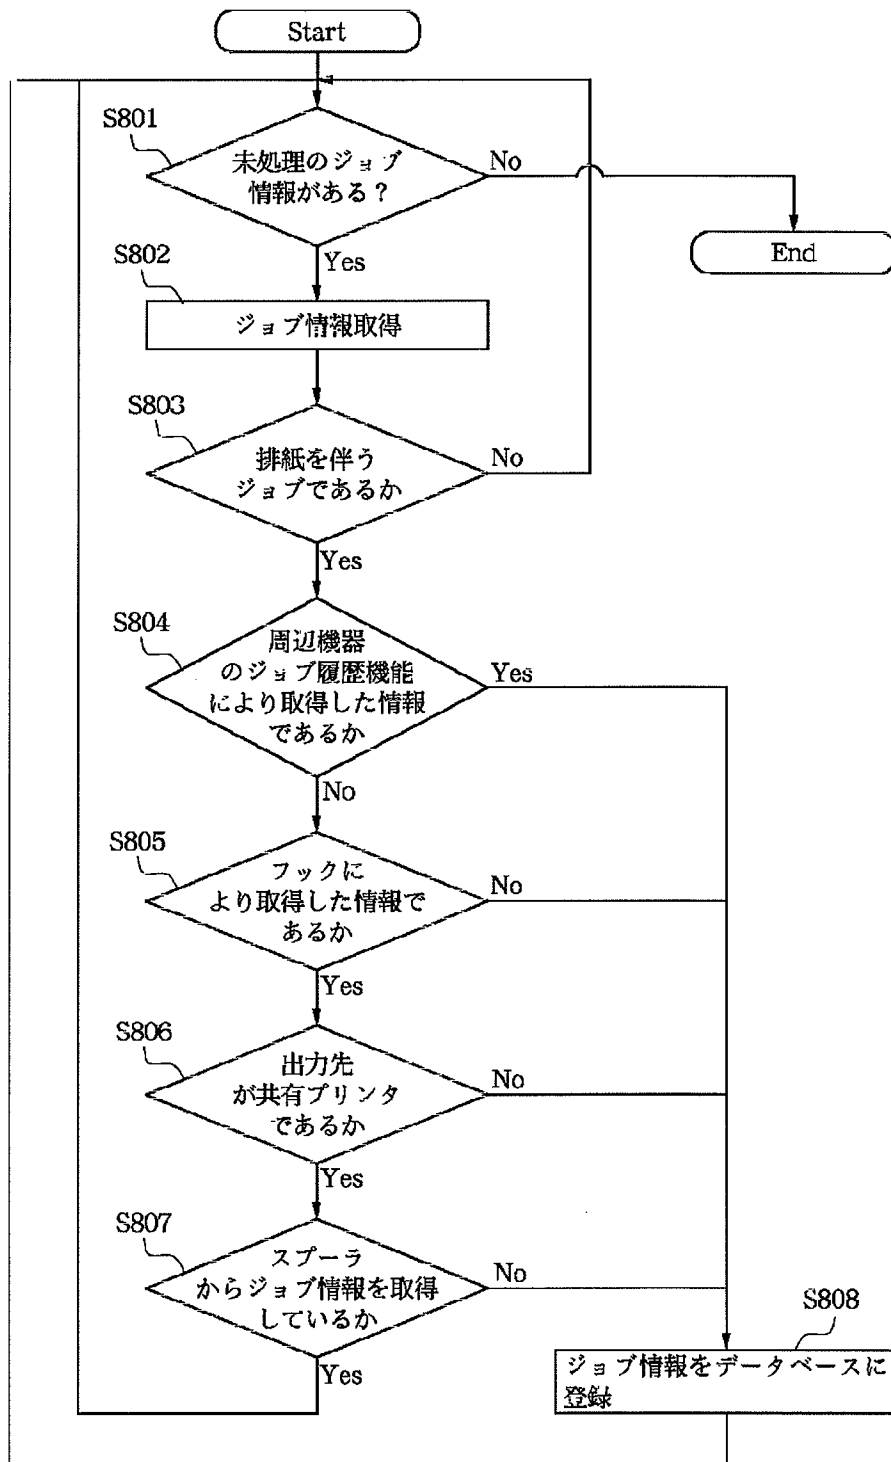 Start
S801
未処理のジョブ
情報がある?
No
Yes
End
S802
ジョブ情報取得
S803
排紙を伴う
ジョブであるか
No
Yes
S804
周辺機器
のジョブ履歴機能
により取得した情報
であるか
Yes
No
S805
フックに
より取得した情報で
あるか
No
Yes
S806
出力先
が共有プリンタ
であるか
No
Yes
S807
スプーラ
からジョブ情報を取得
しているか
No
Yes
S808
ジョブ情報をデータベースに
登録